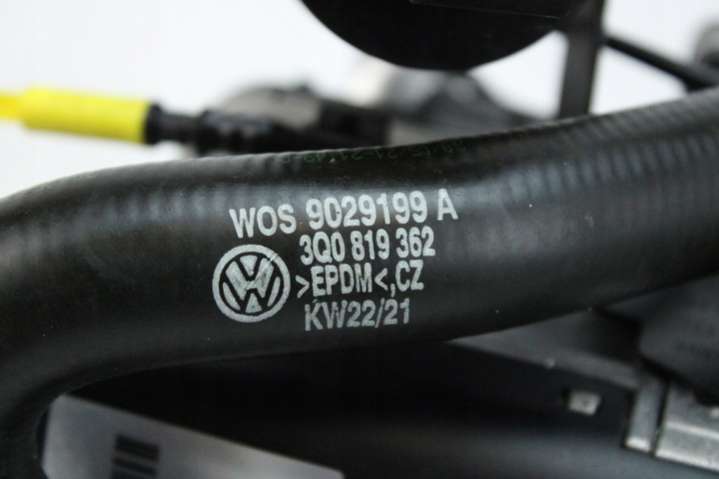 WOS 9029199 A
3Q0 819 362
>EPDM<,CZ
KW22/21